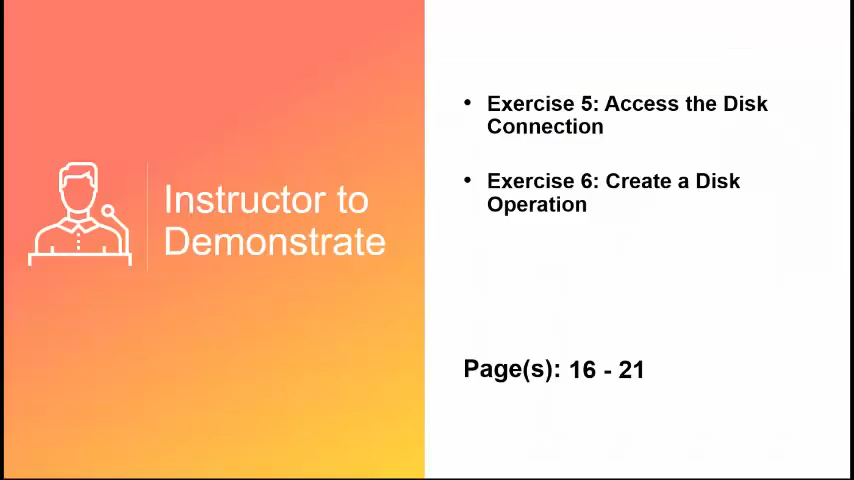 Instructor to
Demonstrate
• Exercise 5: Access the Disk
Connection
• Exercise 6: Create a Disk
Operation
Page(s): 16 - 21